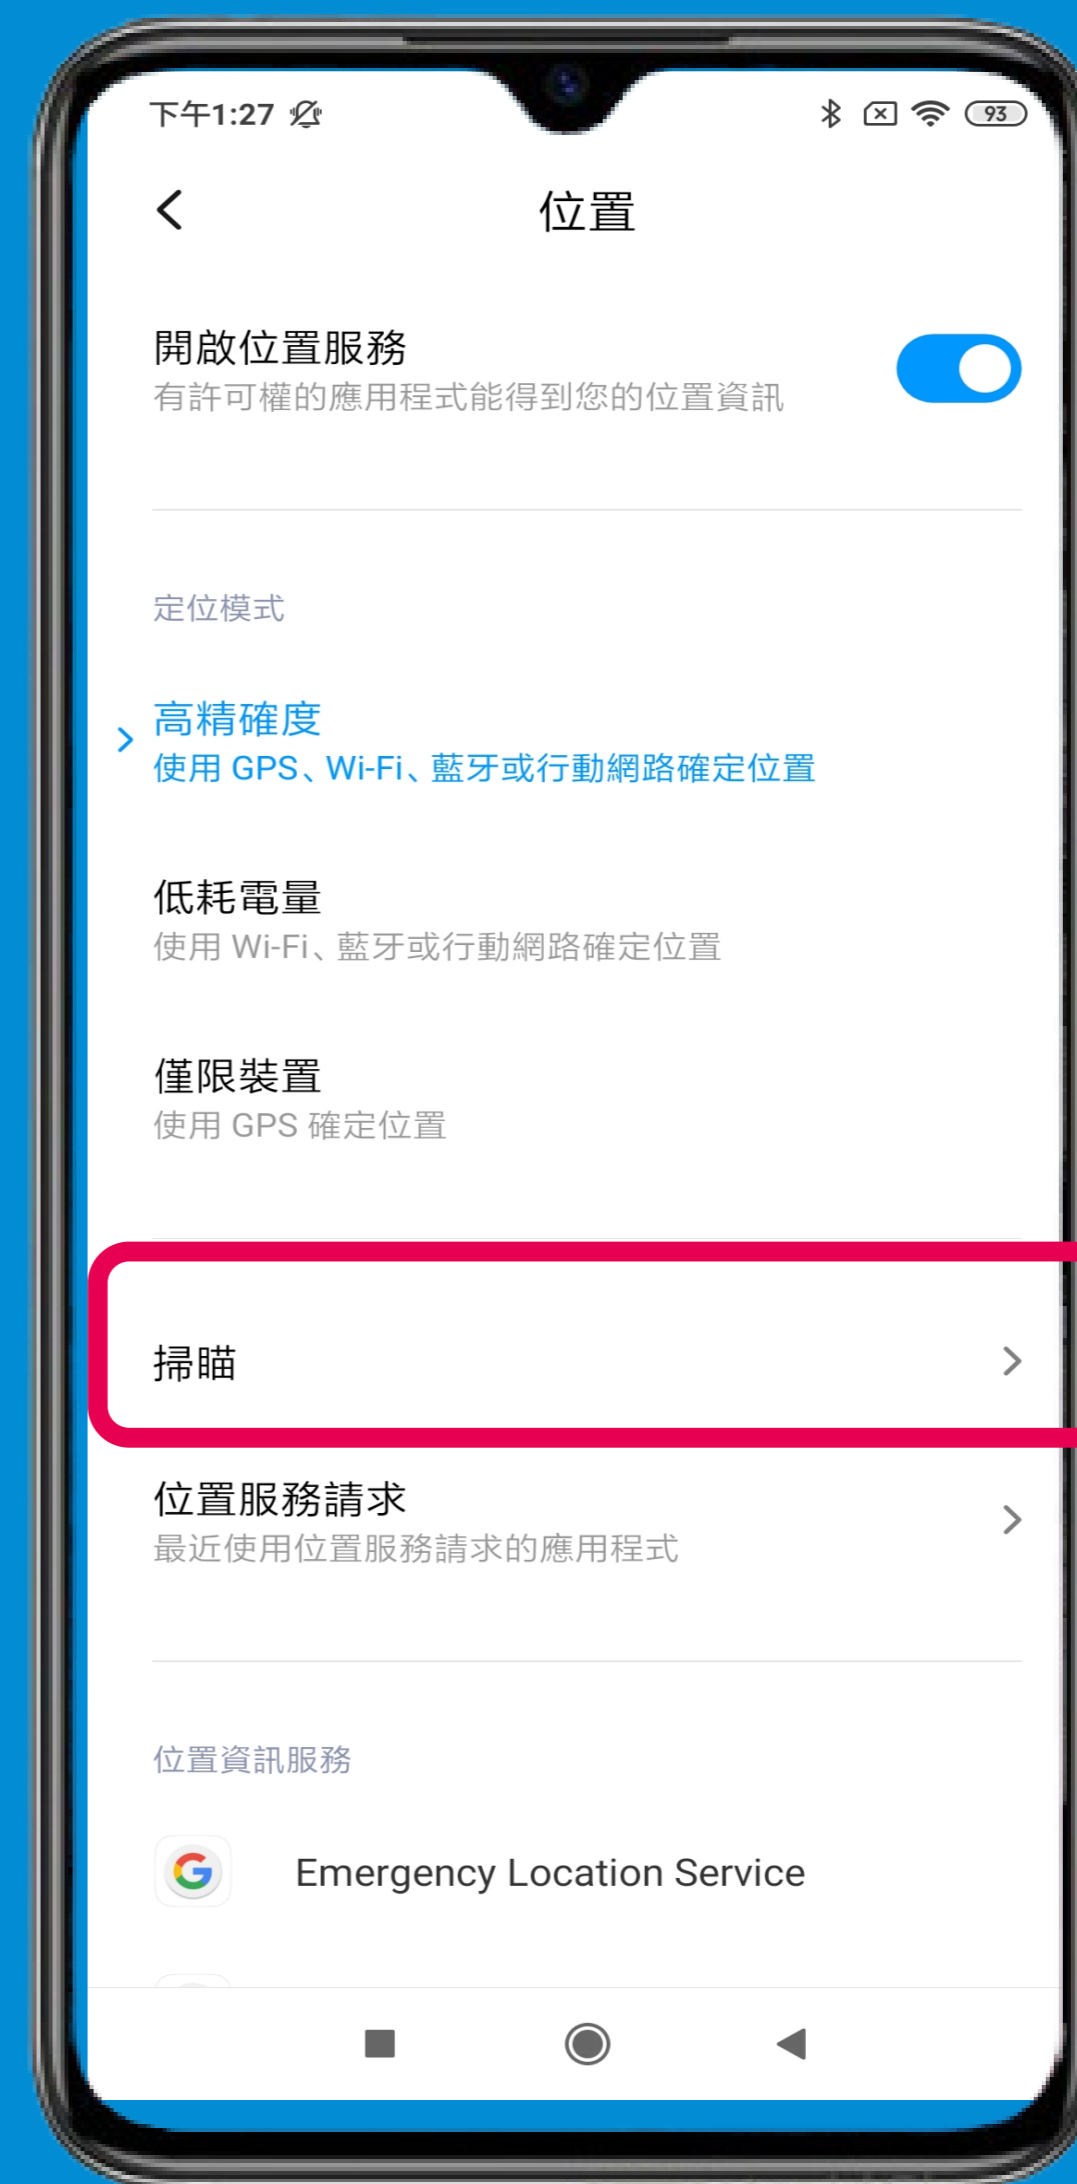 下午1:27
93
位置
開啟位置服務
有許可權的應用程式能得到您的位置資訊
定位模式
高精確度
使用 GPS、Wi-Fi、藍牙或行動網路確定位置
低耗電量
使用 Wi-Fi、藍牙或行動網路確定位置
僅限裝置
使用 GPS 確定位置
掃瞄
位置服務請求
最近使用位置服務請求的應用程式
位置資訊服務
G
Emergency Location Service